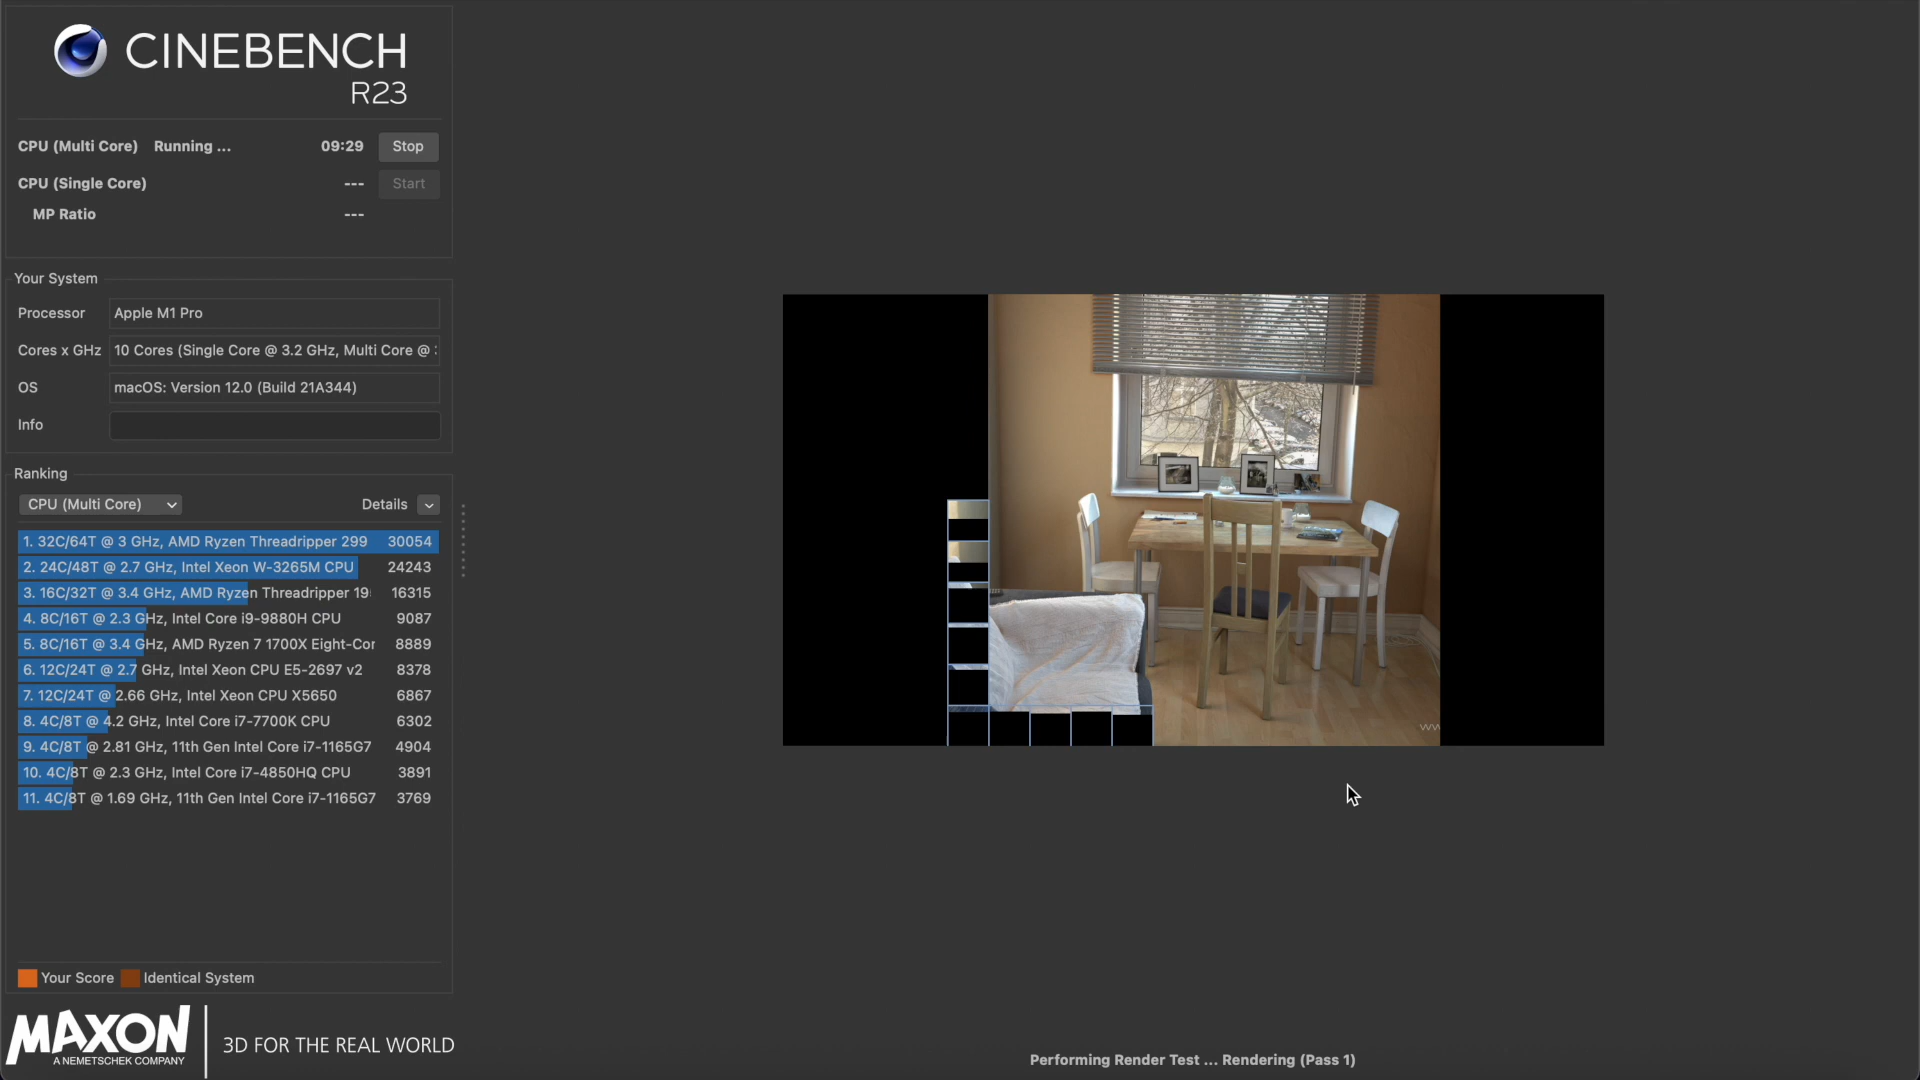 CINEBENCH
R23
CPU (Multi Core) Running ... 09:29 Stop
CPU (Single Core) --- Start
MP Ratio ---
Your System
Processor Apple M1 Pro
Cores x GHz 10 Cores (Single Core @ 3.2 GHz, Multi Core @
OS macOS: Version 12.0 (Build 21A344)
Info
Ranking
CPU (Multi Core) Details
1. 32C/64T @ 3 GHz, AMD Ryzen Threadripper 299 30054
2. 24C/48T @ 2.7 GHz, Intel Xeon W-3265M CPU 24243
3. 16C/32T @ 3.4 GHz, AMD Ryzen Threadripper 19 16315
4. 8C/16T @ 2.3 GHz, Intel Core i9-9880H CPU 9087
5. 8C/16T @ 3.4 GHz, AMD Ryzen 7 1700X Eight-Cor 8889
6. 12C/24T @ 2.7 GHz, Intel Xeon CPU E5-2697 v2 8378
7. 12C/24T @ 2.66 GHz, Intel Xeon CPU X5650 6867
8. 4C/8T @ 4.2 GHz, Intel Core i7-7700K CPU 6302
9. 4C/8T @ 2.81 GHz, 11th Gen Intel Core i7-1165G7 4904
10. 4C/8T @ 2.3 GHz, Intel Core i7-4850HQ CPU 3891
11. 4C/8T @ 1.69 GHz, 11th Gen Intel Core i7-1165G7 3769
Your Score Identical System
MAXON
A NEMETSCHEK COMPANY
3D FOR THE REAL WORLD
Performing Render Test ... Rendering (Pass 1)